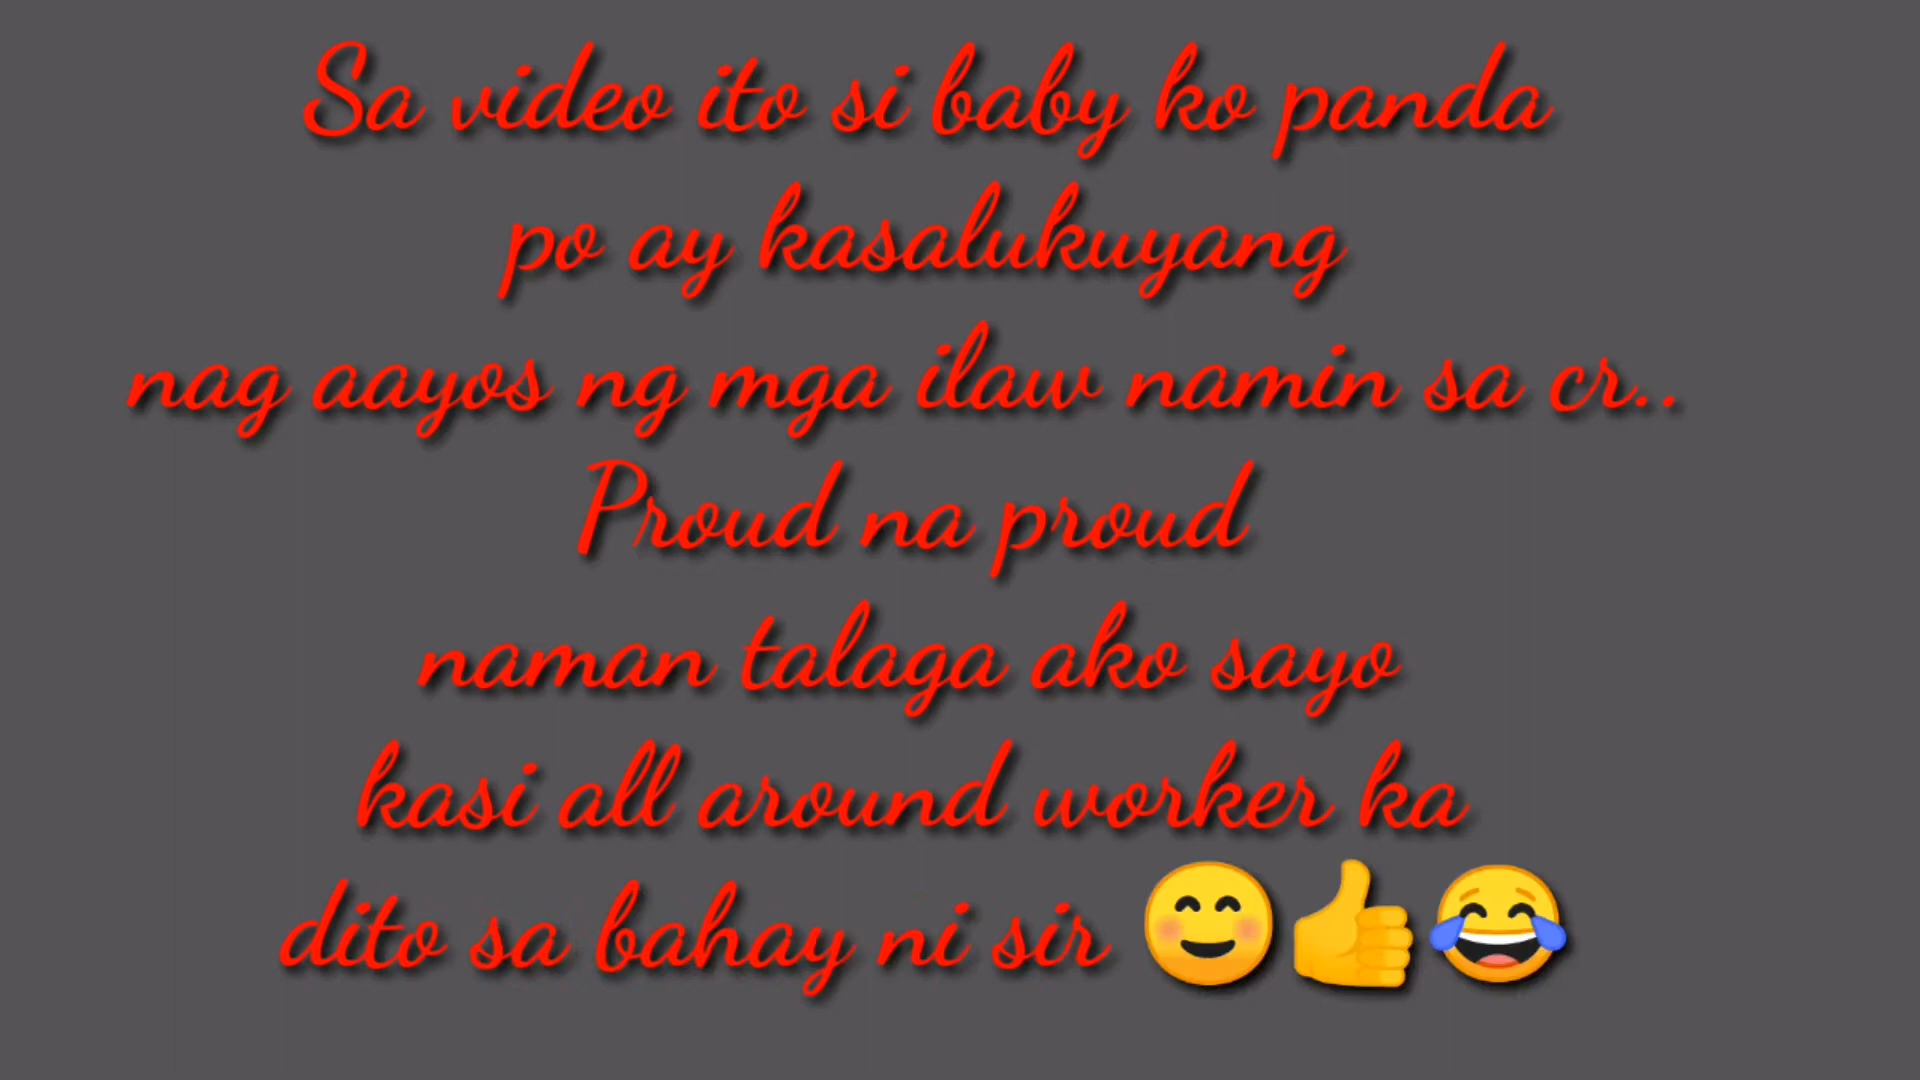 Sa video ito si baby ko panda
po ay kasalukuyang
nag aayos ng mga ilaw namin sa cr..
Proud na proud
naman talaga ako sayo
kasi all around worker ka
dito sa bahay ni sir 😊👍😂